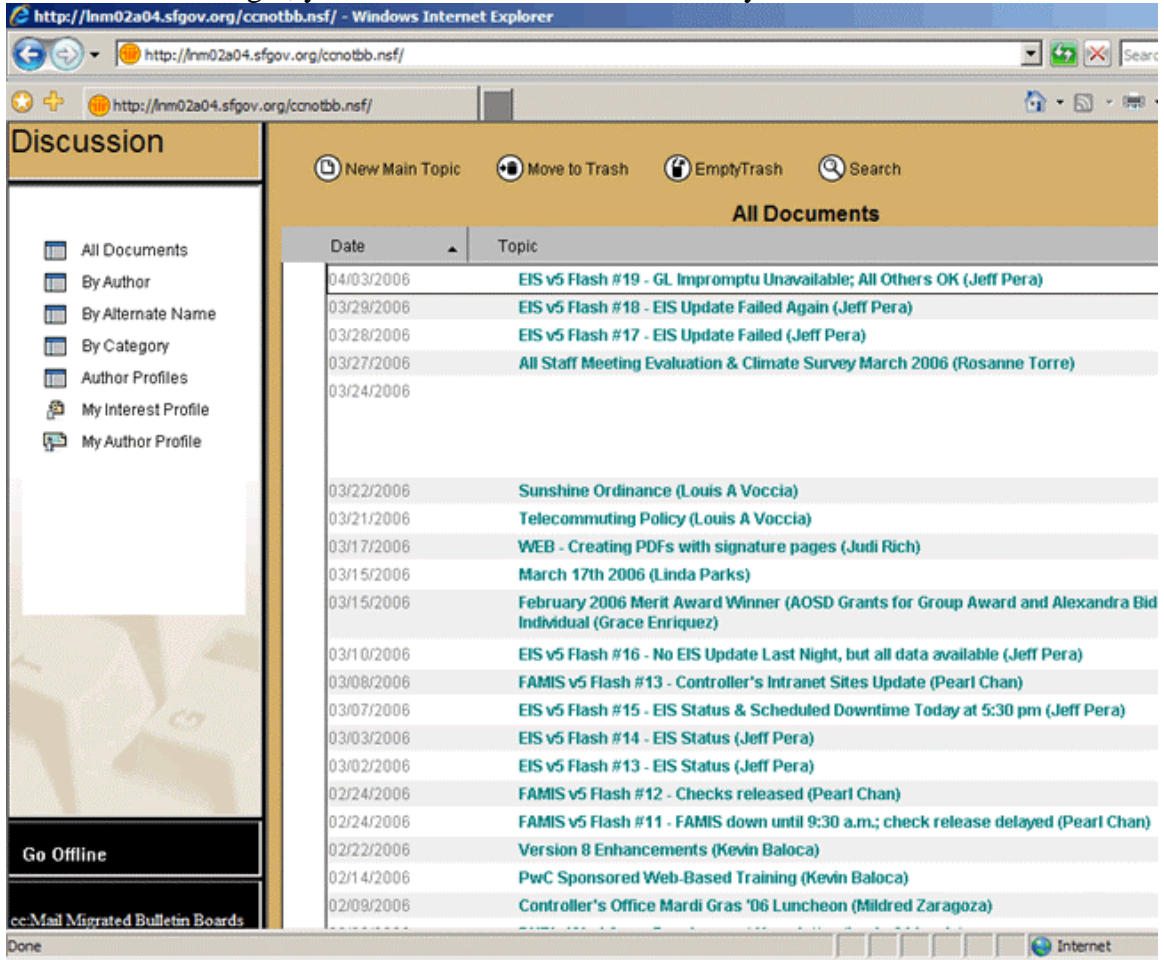 http://lnm02a04.sfgov.org/ccnotbb.nsf/ - Windows Internet Explorer
http://lnm02a04.sfgov.org/ccnotbb.nsf/
Searc
http://lnm02a04.sfgov.org/ccnotbb.nsf/
Discussion
New Main Topic Move to Trash EmptyTrash Search
All Documents
All Documents
By Author
By Alternate Name
By Category
Author Profiles
My Interest Profile
My Author Profile
Go Offline
cc:Mail Migrated Bulletin Boards
Date Topic
04/03/2006 EIS v5 Flash #19 - GL Impromptu Unavailable; All Others OK (Jeff Pera)
03/29/2006 EIS v5 Flash #18 - EIS Update Failed Again (Jeff Pera)
03/28/2006 EIS v5 Flash #17 - EIS Update Failed (Jeff Pera)
03/27/2006 All Staff Meeting Evaluation & Climate Survey March 2006 (Rosanne Torre)
03/24/2006
03/22/2006 Sunshine Ordinance (Louis A Voccia)
03/21/2006 Telecommuting Policy (Louis A Voccia)
03/17/2006 WEB - Creating PDFs with signature pages (Judi Rich)
03/15/2006 March 17th 2006 (Linda Parks)
03/15/2006 February 2006 Merit Award Winner (AOSD Grants for Group Award and Alexandra Bid
Individual (Grace Enriquez)
03/10/2006 EIS v5 Flash #16 - No EIS Update Last Night, but all data available (Jeff Pera)
03/08/2006 FAMIS v5 Flash #13 - Controller's Intranet Sites Update (Pearl Chan)
03/07/2006 EIS v5 Flash #15 - EIS Status & Scheduled Downtime Today at 5:30 pm (Jeff Pera)
03/03/2006 EIS v5 Flash #14 - EIS Status (Jeff Pera)
03/02/2006 EIS v5 Flash #13 - EIS Status (Jeff Pera)
02/24/2006 FAMIS v5 Flash #12 - Checks released (Pearl Chan)
02/24/2006 FAMIS v5 Flash #11 - FAMIS down until 9:30 a.m.; check release delayed (Pearl Chan)
02/22/2006 Version 8 Enhancements (Kevin Baloca)
02/14/2006 PwC Sponsored Web-Based Training (Kevin Baloca)
02/09/2006 Controller's Office Mardi Gras '06 Luncheon (Mildred Zaragoza)
Done Internet